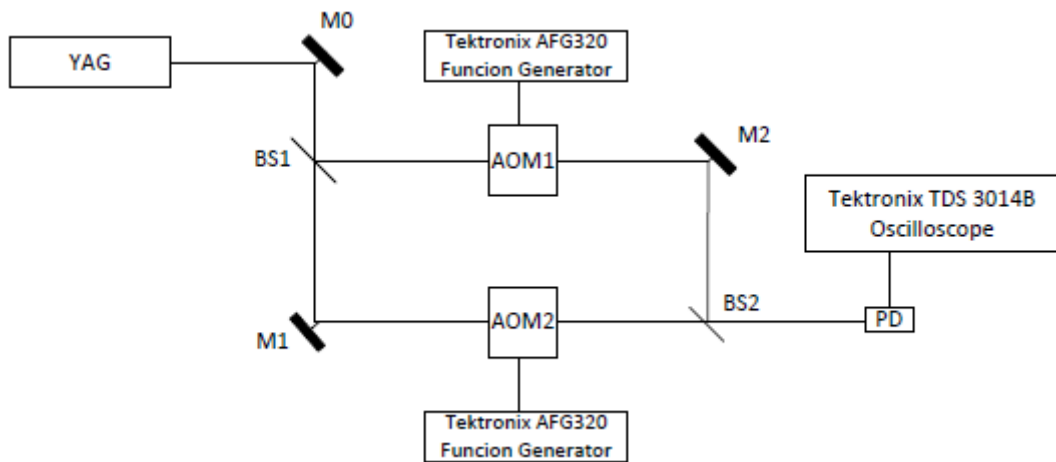 M0
YAG
Tektronix AFG320
Funcion Generator
M2
BS1
AOM1
Tektronix TDS 3014B
Oscilloscope
BS2
AOM2
PD
M1
Tektronix AFG320
Funcion Generator